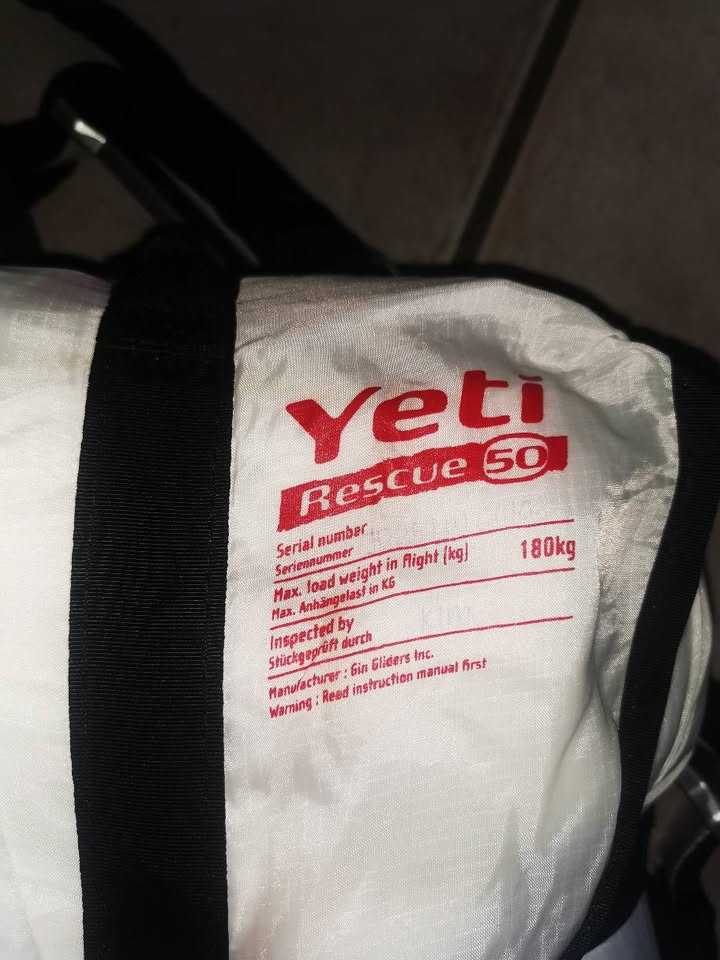 Yeti
Rescue 50
Serial number
Seriennummer
Max. load weight in flight (kg) 180kg
Max. Anhängelast in KG
Inspected by
Stückgeprüft durch
Manufacturer : Gin Gliders Inc.
Warning : Read instruction manual first